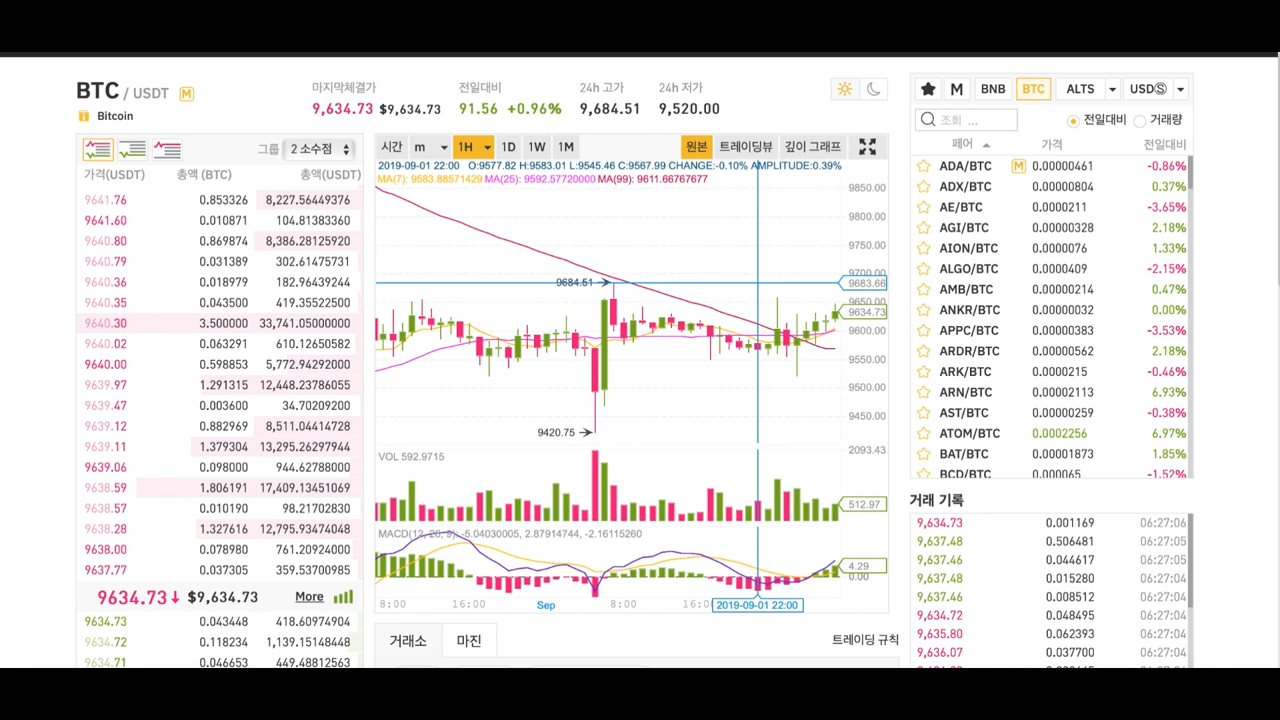 BTC / USDT M
Bitcoin
마지막체결가
9,634.73 $9,634.73
전일대비
91.56 +0.96%
24h 고가
9,684.51
24h 저가
9,520.00
그룹 2 소수점
가격(USDT) 총액 (BTC) 총액(USDT)
9641.76 0.853326 8,227.56449376
9641.60 0.010871 104.81383360
9640.80 0.869874 8,386.28125920
9640.79 0.031389 302.61475731
9640.36 0.018979 182.96439244
9640.35 0.043500 419.35522500
9640.30 3.500000 33,741.05000000
9640.02 0.063291 610.12650582
9640.00 0.598853 5,772.94292000
9639.97 1.291315 12,448.23786055
9639.47 0.003600 34.70209200
9639.12 0.882969 8,511.04414728
9639.11 1.379304 13,295.26297944
9639.06 0.098000 944.62788000
9638.59 1.806191 17,409.13451069
9638.57 0.010190 98.21702830
9638.28 1.327616 12,795.93474048
9638.00 0.078980 761.20924000
9637.77 0.037305 359.53700985
9634.73↓ $9,634.73 More
9634.73 0.043448 418.60974904
9634.72 0.118234 1,139.15148448
9634.71 0.046653 449.48812563
시간 m 1H 1D 1W 1M 원본 트레이딩뷰 깊이 그래프
2019-09-01 22:00 O:9577.82 H:9583.01 L:9545.46 C:9567.99 CHANGE:-0.10% AMPLITUDE:0.39%
MA(7): 9583.88571429 MA(25): 9592.57720000 MA(99): 9611.66767677
9850.00
9800.00
9750.00
9700.00
9684.51
9683.66
9650.00
9634.73
9600.00
9550.00
9500.00
9450.00
9420.75
2093.43
VOL 592.9715
512.97
MACD(12, 26, 9): -5.04030005, 2.87914744, -2.16115260
4.29
0.00
8:00 16:00 Sep 8:00 16:00 2019-09-01 22:00
거래소 마진 트레이딩 규칙
M BNB BTC ALTS USDⓈ
조회 ... 전일대비 거래량
페어 가격 전일대비
ADA/BTC M 0.00000461 -0.86%
ADX/BTC 0.00000804 0.37%
AE/BTC 0.0000211 -3.65%
AGI/BTC 0.00000328 2.18%
AION/BTC 0.0000076 1.33%
ALGO/BTC 0.0000409 -2.15%
AMB/BTC 0.00000214 0.47%
ANKR/BTC 0.00000032 0.00%
APPC/BTC 0.00000383 -3.53%
ARDR/BTC 0.00000562 2.18%
ARK/BTC 0.0000215 -0.46%
ARN/BTC 0.00002113 6.93%
AST/BTC 0.00000259 -0.38%
ATOM/BTC 0.0002256 6.97%
BAT/BTC 0.00001873 1.85%
BCD/BTC 0.000065 -1.52%
거래 기록
9,634.73 0.001169 06:27:06
9,637.48 0.506481 06:27:05
9,637.46 0.044617 06:27:05
9,637.48 0.015280 06:27:04
9,637.46 0.008512 06:27:04
9,634.72 0.048495 06:27:04
9,635.80 0.062393 06:27:04
9,636.07 0.037700 06:27:04